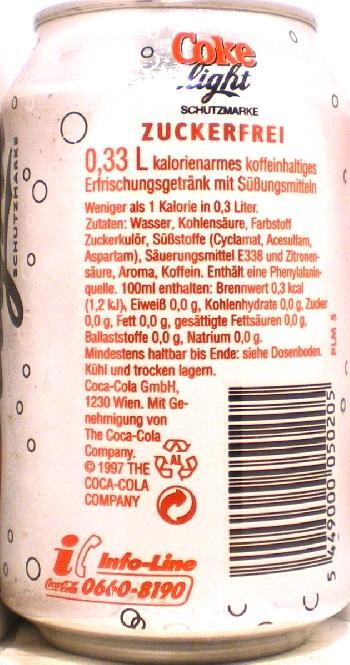 Coke
light
SCHUTZMARKE
ZUCKERFREI
0,33 L kalorienarmes koffeinhaltiges
Erfrischungsgetränk mit Süßungsmitteln
Weniger als 1 Kalorie in 0,3 Liter.
Zutaten: Wasser, Kohlensäure, Farbstoff
Zuckerkulör, Süßstoffe (Cyclamat, Acesulfam,
Aspartam), Säuerungsmittel E338 und Zitronen-
säure, Aroma, Koffein. Enthält eine Phenylalanin-
quelle. 100ml enthalten: Brennwert 0,3 kcal
(1,2 kJ), Eiweiß 0,0 g, Kohlenhydrate 0,0 g, Zucker
0,0 g, Fett 0,0 g, gesättigte Fettsäuren 0,0 g,
Ballaststoffe 0,0 g, Natrium 0,0 g.
Mindestens haltbar bis Ende: siehe Dosenboden.
Kühl und trocken lagern.
Coca-Cola GmbH,
1230 Wien. Mit Ge-
nehmigung von
The Coca-Cola
Company.
© 1997 THE
COCA-COLA
COMPANY
AL
PLM S
5 449000 050205
Info-Line
Coca-Cola 0660-8190
SCHUTZMARKE